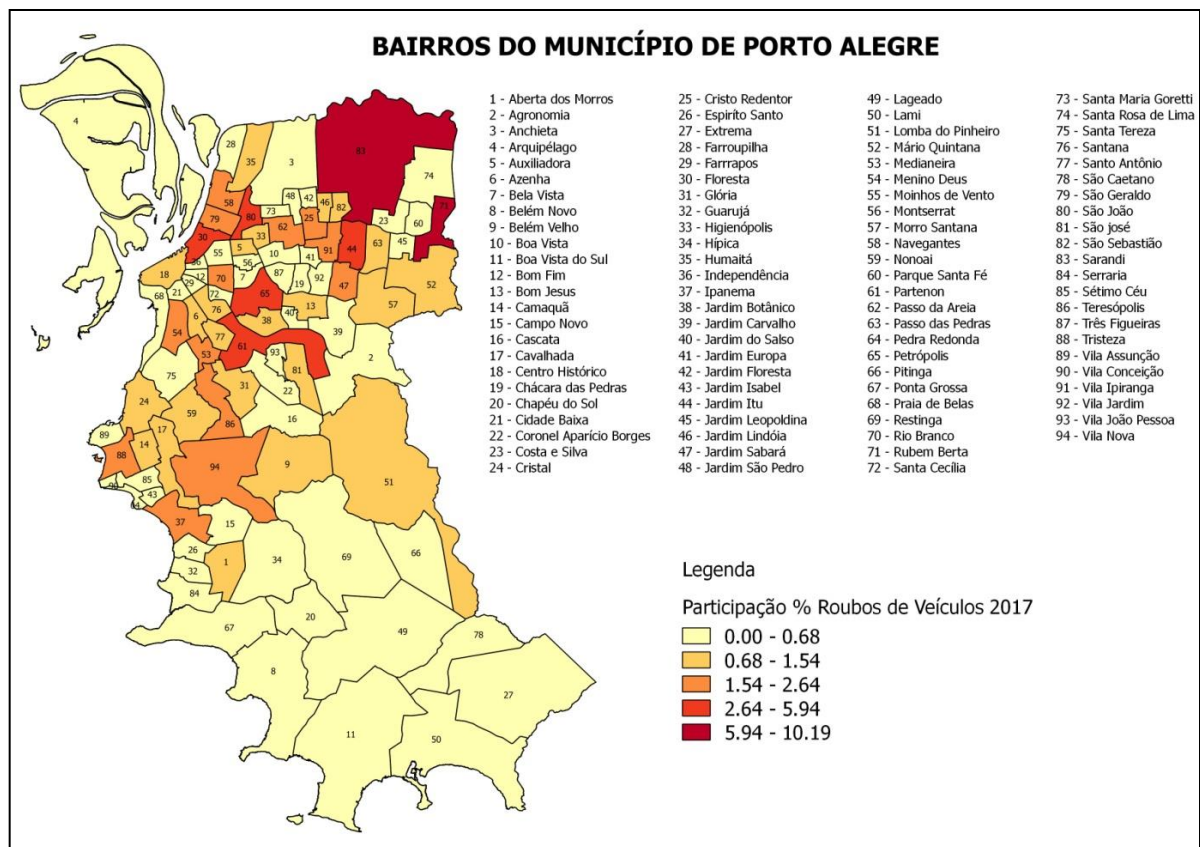 BAIRROS DO MUNICÍPIO DE PORTO ALEGRE
1 - Aberta dos Morros
2 - Agronomia
3 - Anchieta
4 - Arquipélago
5 - Auxiliadora
6 - Azenha
7 - Bela Vista
8 - Belém Novo
9 - Belém Velho
10 - Boa Vista
11 - Boa Vista do Sul
12 - Bom Fim
13 - Bom Jesus
14 - Camaquã
15 - Campo Novo
16 - Cascata
17 - Cavalhada
18 - Centro Histórico
19 - Chácara das Pedras
20 - Chapéu do Sol
21 - Cidade Baixa
22 - Coronel Aparício Borges
23 - Costa e Silva
24 - Cristal
25 - Cristo Redentor
26 - Espiríto Santo
27 - Extrema
28 - Farroupilha
29 - Farrrapos
30 - Floresta
31 - Glória
32 - Guarujá
33 - Higienópolis
34 - Hípica
35 - Humaitá
36 - Independência
37 - Ipanema
38 - Jardim Botânico
39 - Jardim Carvalho
40 - Jardim do Salso
41 - Jardim Europa
42 - Jardim Floresta
43 - Jardim Isabel
44 - Jardim Itu
45 - Jardim Leopoldina
46 - Jardim Lindóia
47 - Jardim Sabará
48 - Jardim São Pedro
49 - Lageado
50 - Lami
51 - Lomba do Pinheiro
52 - Mário Quintana
53 - Medianeira
54 - Menino Deus
55 - Moinhos de Vento
56 - Montserrat
57 - Morro Santana
58 - Navegantes
59 - Nonoai
60 - Parque Santa Fé
61 - Partenon
62 - Passo da Areia
63 - Passo das Pedras
64 - Pedra Redonda
65 - Petrópolis
66 - Pitinga
67 - Ponta Grossa
68 - Praia de Belas
69 - Restinga
70 - Rio Branco
71 - Rubem Berta
72 - Santa Cecília
73 - Santa Maria Goretti
74 - Santa Rosa de Lima
75 - Santa Tereza
76 - Santana
77 - Santo Antônio
78 - São Caetano
79 - São Geraldo
80 - São João
81 - São josé
82 - São Sebastião
83 - Sarandi
84 - Serraria
85 - Sétimo Céu
86 - Teresópolis
87 - Três Figueiras
88 - Tristeza
89 - Vila Assunção
90 - Vila Conceição
91 - Vila Ipiranga
92 - Vila Jardim
93 - Vila João Pessoa
94 - Vila Nova
4
28
35
3
83
74
48
42
46
82
58
79
80
73
25
71
23
60
30
33
62
91
44
63
45
55
5
56
10
41
18
29
12
70
7
87
19
92
47
57
52
68
21
72
65
40
13
6
76
38
39
54
77
61
53
93
2
75
31
81
22
24
59
86
16
89
17
14
88
94
9
51
85
43
37
15
26
1
34
69
66
32
84
67
20
49
78
8
27
11
50
Legenda
Participação % Roubos de Veículos 2017
0.00 - 0.68
0.68 - 1.54
1.54 - 2.64
2.64 - 5.94
5.94 - 10.19